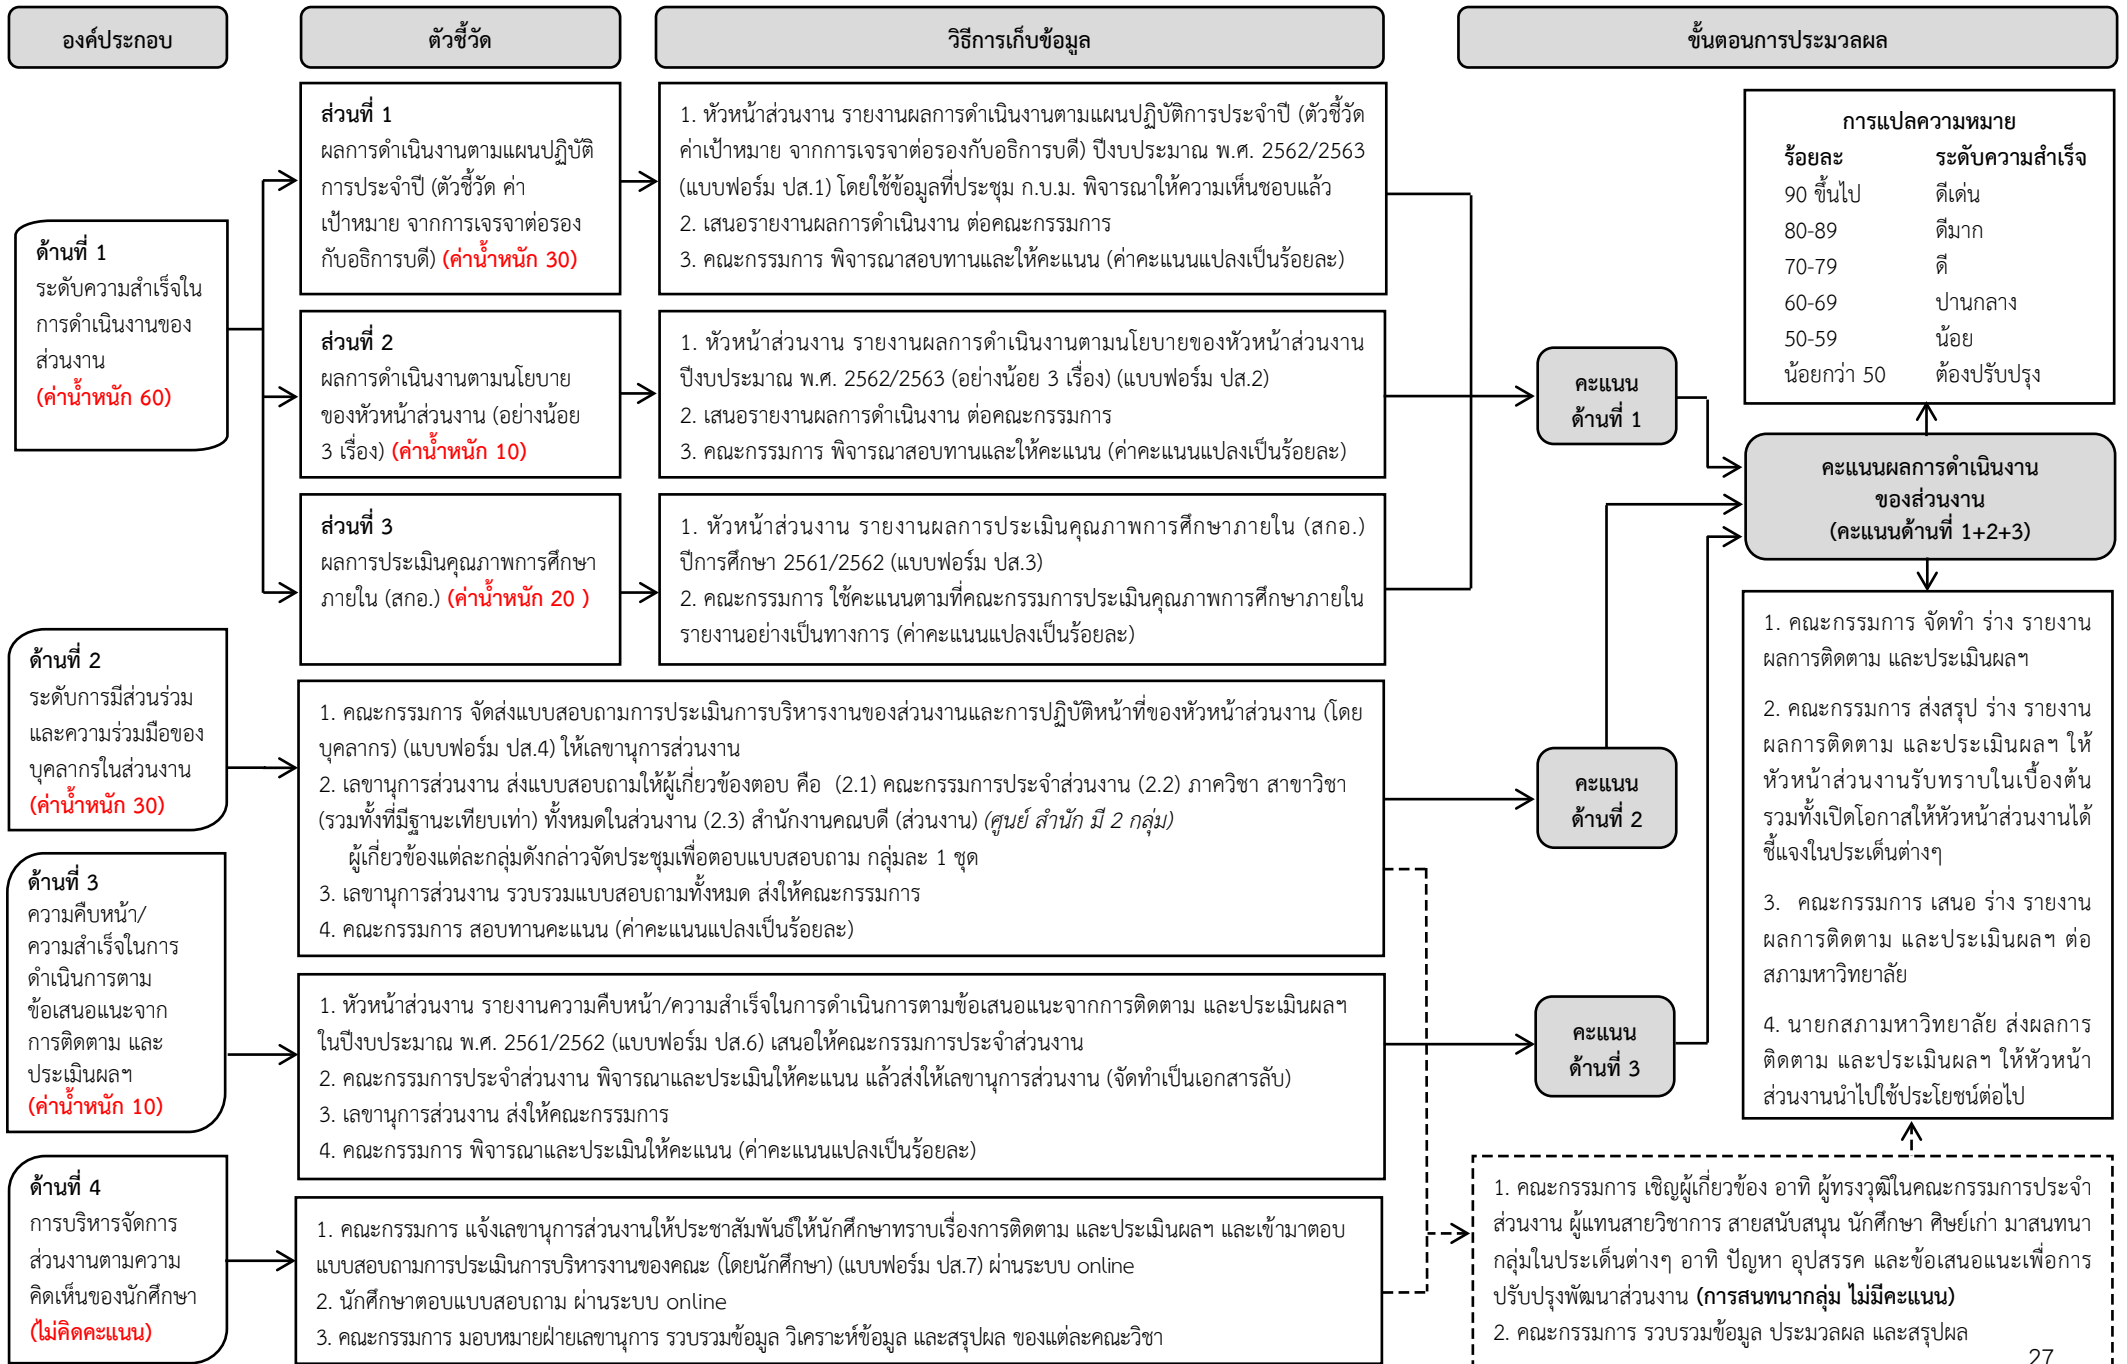 องค์ประกอบ
ตัวชี้วัด
วิธีการเก็บข้อมูล
ขั้นตอนการประมวลผล
ด้านที่ 1
ระดับความสำเร็จใน
การดำเนินงานของ
ส่วนงาน
(ค่าน้ำหนัก 60)
ส่วนที่ 1
ผลการดำเนินงานตามแผนปฏิบัติ
การประจำปี (ตัวชี้วัด ค่า
เป้าหมาย จากการเจรจาต่อรอง
กับอธิการบดี) (ค่าน้ำหนัก 30)
1. หัวหน้าส่วนงาน รายงานผลการดำเนินงานตามแผนปฏิบัติการประจำปี (ตัวชี้วัด
ค่าเป้าหมาย จากการเจรจาต่อรองกับอธิการบดี) ปีงบประมาณ พ.ศ. 2562/2563
(แบบฟอร์ม ปส.1) โดยใช้ข้อมูลที่ประชุม ก.บ.ม. พิจารณาให้ความเห็นชอบแล้ว
2. เสนอรายงานผลการดำเนินงาน ต่อคณะกรรมการ
3. คณะกรรมการ พิจารณาสอบทานและให้คะแนน (ค่าคะแนนแปลงเป็นร้อยละ)
ส่วนที่ 2
ผลการดำเนินงานตามนโยบาย
ของหัวหน้าส่วนงาน (อย่างน้อย
3 เรื่อง) (ค่าน้ำหนัก 10)
1. หัวหน้าส่วนงาน รายงานผลการดำเนินงานตามนโยบายของหัวหน้าส่วนงาน
ปีงบประมาณ พ.ศ. 2562/2563 (อย่างน้อย 3 เรื่อง) (แบบฟอร์ม ปส.2)
2. เสนอรายงานผลการดำเนินงาน ต่อคณะกรรมการ
3. คณะกรรมการ พิจารณาสอบทานและให้คะแนน (ค่าคะแนนแปลงเป็นร้อยละ)
ส่วนที่ 3
ผลการประเมินคุณภาพการศึกษา
ภายใน (สกอ.) (ค่าน้ำหนัก 20 )
1. หัวหน้าส่วนงาน รายงานผลการประเมินคุณภาพการศึกษาภายใน (สกอ.)
ปีการศึกษา 2561/2562 (แบบฟอร์ม ปส.3)
2. คณะกรรมการ ใช้คะแนนตามที่คณะกรรมการประเมินคุณภาพการศึกษาภายใน
รายงานอย่างเป็นทางการ (ค่าคะแนนแปลงเป็นร้อยละ)
คะแนน
ด้านที่ 1
การแปลความหมาย
ร้อยละ ระดับความสำเร็จ
90 ขึ้นไป ดีเด่น
80-89 ดีมาก
70-79 ดี
60-69 ปานกลาง
50-59 น้อย
น้อยกว่า 50 ต้องปรับปรุง
คะแนนผลการดำเนินงาน
ของส่วนงาน
(คะแนนด้านที่ 1+2+3)
ด้านที่ 2
ระดับการมีส่วนร่วม
และความร่วมมือของ
บุคลากรในส่วนงาน
(ค่าน้ำหนัก 30)
1. คณะกรรมการ จัดส่งแบบสอบถามการประเมินการบริหารงานของส่วนงานและการปฏิบัติหน้าที่ของหัวหน้าส่วนงาน (โดย
บุคลากร) (แบบฟอร์ม ปส.4) ให้เลขานุการส่วนงาน
2. เลขานุการส่วนงาน ส่งแบบสอบถามให้ผู้เกี่ยวข้องตอบ คือ (2.1) คณะกรรมการประจำส่วนงาน (2.2) ภาควิชา สาขาวิชา
(รวมทั้งที่มีฐานะเทียบเท่า) ทั้งหมดในส่วนงาน (2.3) สำนักงานคณบดี (ส่วนงาน) (ศูนย์ สำนัก มี 2 กลุ่ม)
ผู้เกี่ยวข้องแต่ละกลุ่มดังกล่าวจัดประชุมเพื่อตอบแบบสอบถาม กลุ่มละ 1 ชุด
3. เลขานุการส่วนงาน รวบรวมแบบสอบถามทั้งหมด ส่งให้คณะกรรมการ
4. คณะกรรมการ สอบทานคะแนน (ค่าคะแนนแปลงเป็นร้อยละ)
คะแนน
ด้านที่ 2
1. คณะกรรมการ จัดทำ ร่าง รายงาน
ผลการติดตาม และประเมินผลฯ
2. คณะกรรมการ ส่งสรุป ร่าง รายงาน
ผลการติดตาม และประเมินผลฯ ให้
หัวหน้าส่วนงานรับทราบในเบื้องต้น
รวมทั้งเปิดโอกาสให้หัวหน้าส่วนงานได้
ชี้แจงในประเด็นต่างๆ
3. คณะกรรมการ เสนอ ร่าง รายงาน
ผลการติดตาม และประเมินผลฯ ต่อ
สภามหาวิทยาลัย
4. นายกสภามหาวิทยาลัย ส่งผลการ
ติดตาม และประเมินผลฯ ให้หัวหน้า
ส่วนงานนำไปใช้ประโยชน์ต่อไป
ด้านที่ 3
ความคืบหน้า/
ความสำเร็จในการ
ดำเนินการตาม
ข้อเสนอแนะจาก
การติดตาม และ
ประเมินผลฯ
(ค่าน้ำหนัก 10)
1. หัวหน้าส่วนงาน รายงานความคืบหน้า/ความสำเร็จในการดำเนินการตามข้อเสนอแนะจากการติดตาม และประเมินผลฯ
ในปีงบประมาณ พ.ศ. 2561/2562 (แบบฟอร์ม ปส.6) เสนอให้คณะกรรมการประจำส่วนงาน
2. คณะกรรมการประจำส่วนงาน พิจารณาและประเมินให้คะแนน แล้วส่งให้เลขานุการส่วนงาน (จัดทำเป็นเอกสารลับ)
3. เลขานุการส่วนงาน ส่งให้คณะกรรมการ
4. คณะกรรมการ พิจารณาและประเมินให้คะแนน (ค่าคะแนนแปลงเป็นร้อยละ)
คะแนน
ด้านที่ 3
ด้านที่ 4
การบริหารจัดการ
ส่วนงานตามความ
คิดเห็นของนักศึกษา
(ไม่คิดคะแนน)
1. คณะกรรมการ แจ้งเลขานุการส่วนงานให้ประชาสัมพันธ์ให้นักศึกษาทราบเรื่องการติดตาม และประเมินผลฯ และเข้ามาตอบ
แบบสอบถามการประเมินการบริหารงานของคณะ (โดยนักศึกษา) (แบบฟอร์ม ปส.7) ผ่านระบบ online
2. นักศึกษาตอบแบบสอบถาม ผ่านระบบ online
3. คณะกรรมการ มอบหมายฝ่ายเลขานุการ รวบรวมข้อมูล วิเคราะห์ข้อมูล และสรุปผล ของแต่ละคณะวิชา
1. คณะกรรมการ เชิญผู้เกี่ยวข้อง อาทิ ผู้ทรงวุฒิในคณะกรรมการประจำ
ส่วนงาน ผู้แทนสายวิชาการ สายสนับสนุน นักศึกษา ศิษย์เก่า มาสนทนา
กลุ่มในประเด็นต่างๆ อาทิ ปัญหา อุปสรรค และข้อเสนอแนะเพื่อการ
ปรับปรุงพัฒนาส่วนงาน (การสนทนากลุ่ม ไม่มีคะแนน)
2. คณะกรรมการ รวบรวมข้อมูล ประมวลผล และสรุปผล
27